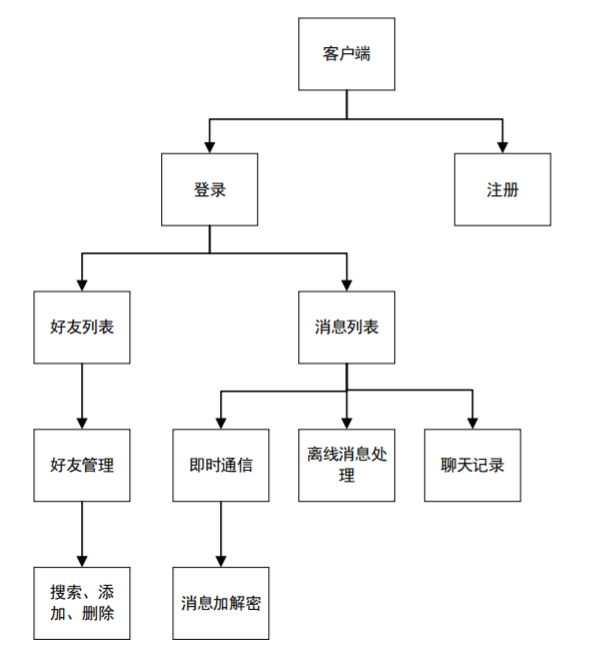 客户端
登录
注册
好友列表
消息列表
好友管理
即时通信
离线消息处
理
聊天记录
搜索、添
加、删除
消息加解密